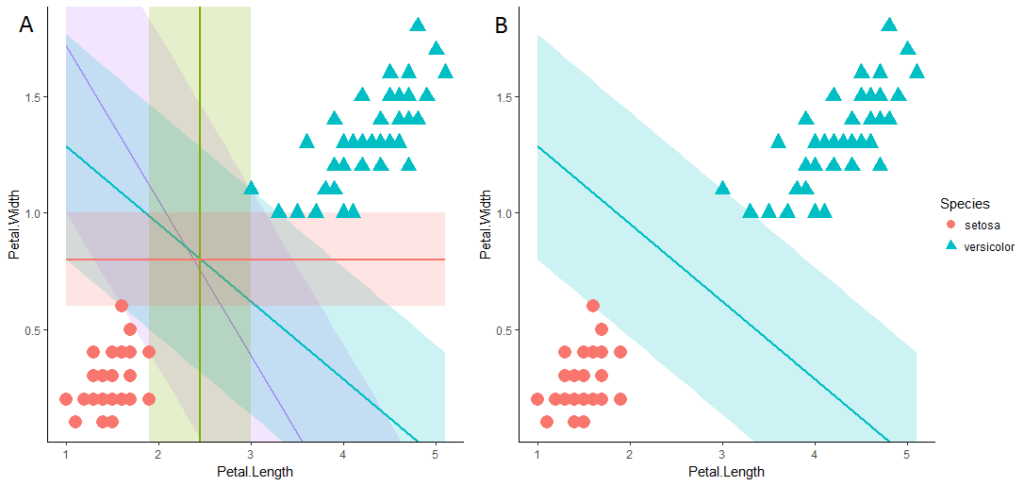 A
1.5
1.0
0.5
Petal.Width
1 2 3 4 5
Petal.Length
B
1.5
1.0
0.5
Petal.Width
1 2 3 4 5
Petal.Length
Species
setosa
versicolor